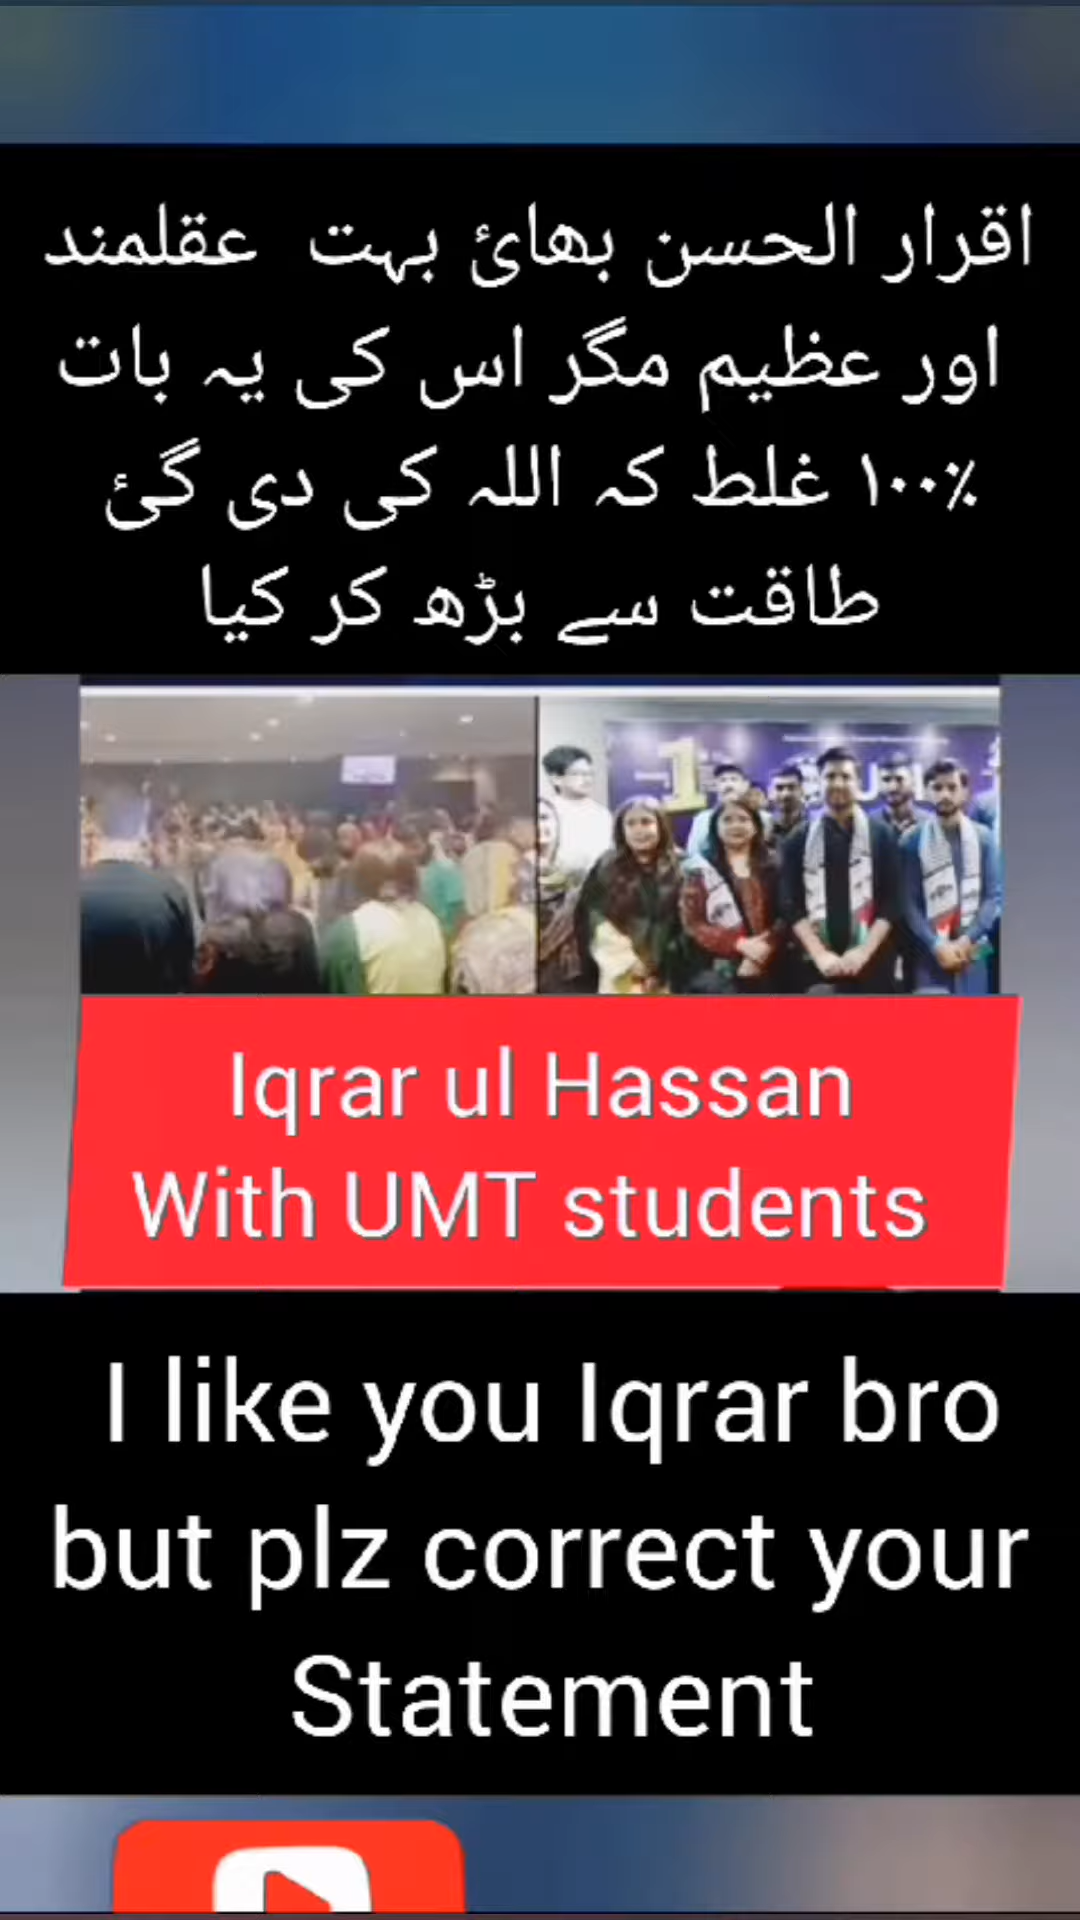 اقرار الحسن بھائ بہت عقلمند
اور عظیم مگر اس کی یہ بات
١٠٠٪ غلط کہ اللہ کی دی گئ
طاقت سے بڑھ کر کیا
1
Iqrar ul Hassan
With UMT students
I like you Iqrar bro
but plz correct your
Statement